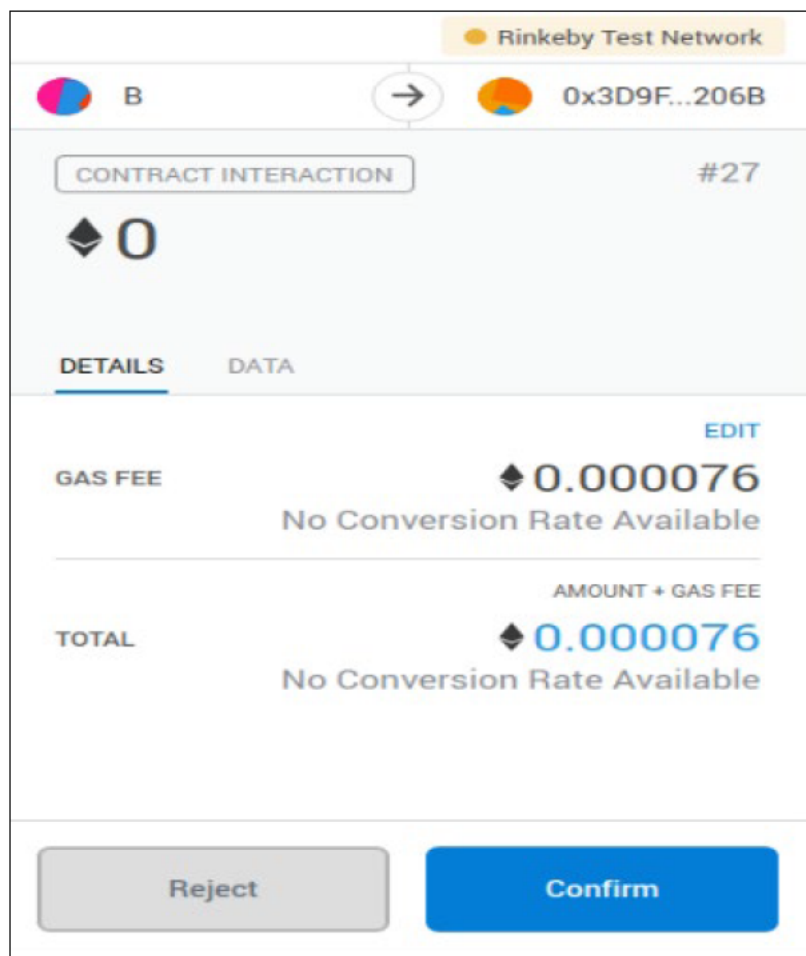 Rinkeby Test Network
B 0x3D9F...206B
CONTRACT INTERACTION #27
0
DETAILS DATA
EDIT
GAS FEE 0.000076
No Conversion Rate Available
AMOUNT + GAS FEE
TOTAL 0.000076
No Conversion Rate Available
Reject Confirm